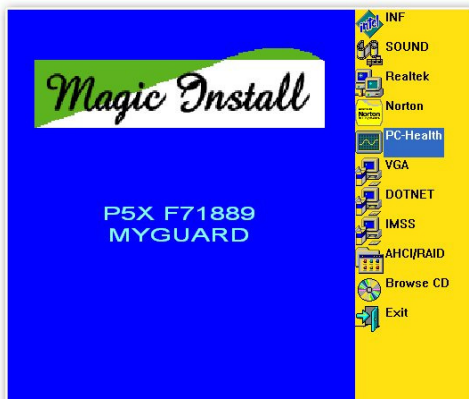 Magic Install
P5X F71889
MYGUARD
INF
SOUND
Realtek
Norton
PC-Health
VGA
DOTNET
IMSS
AHCI/RAID
Browse CD
Exit